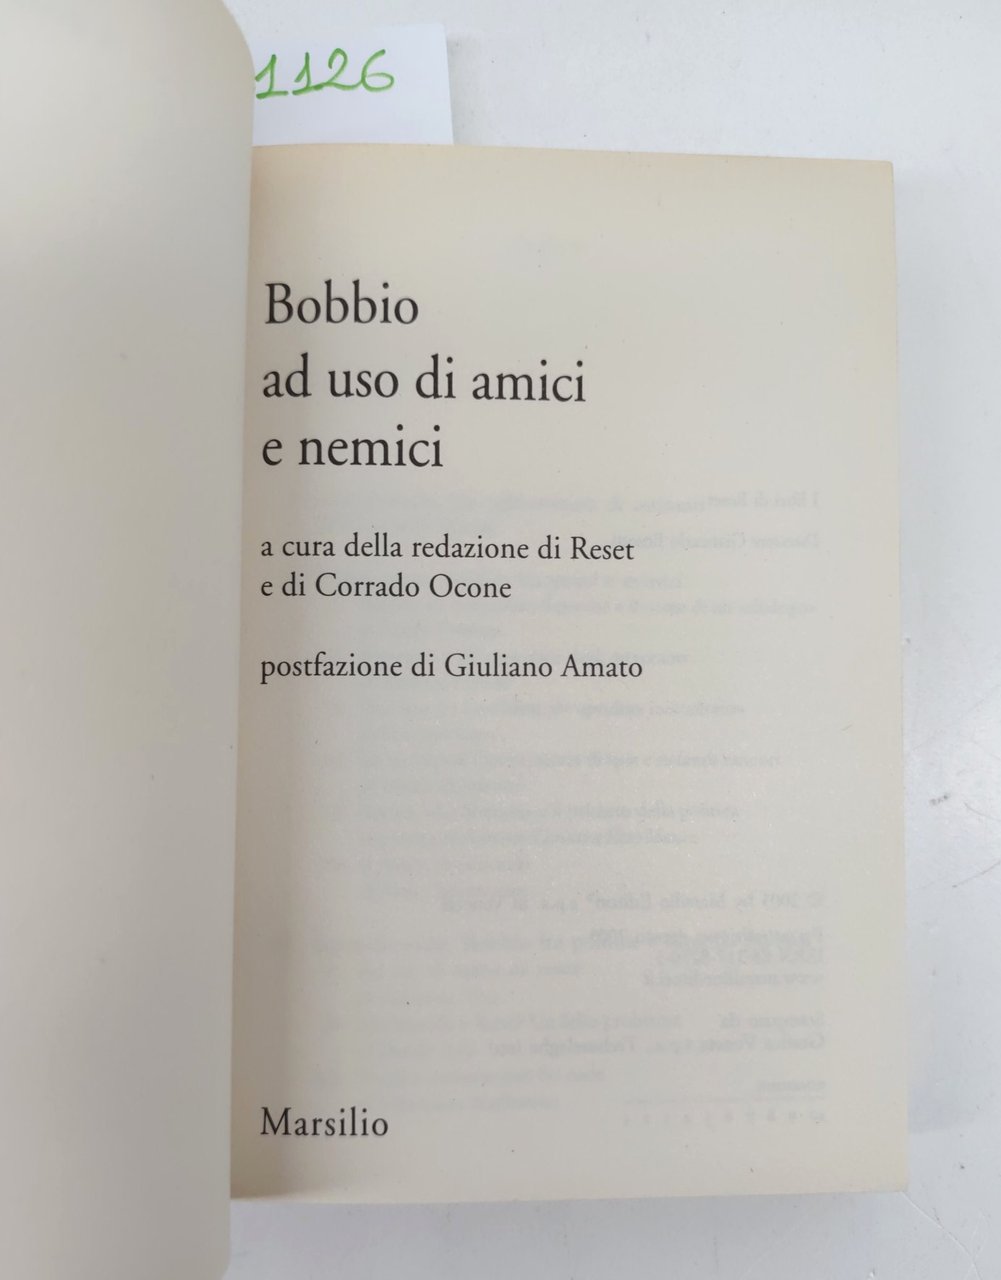 1126
Bobbio
ad uso di amici
e nemici
a cura della redazione di Reset
e di Corrado Ocone
postfazione di Giuliano Amato
Marsilio